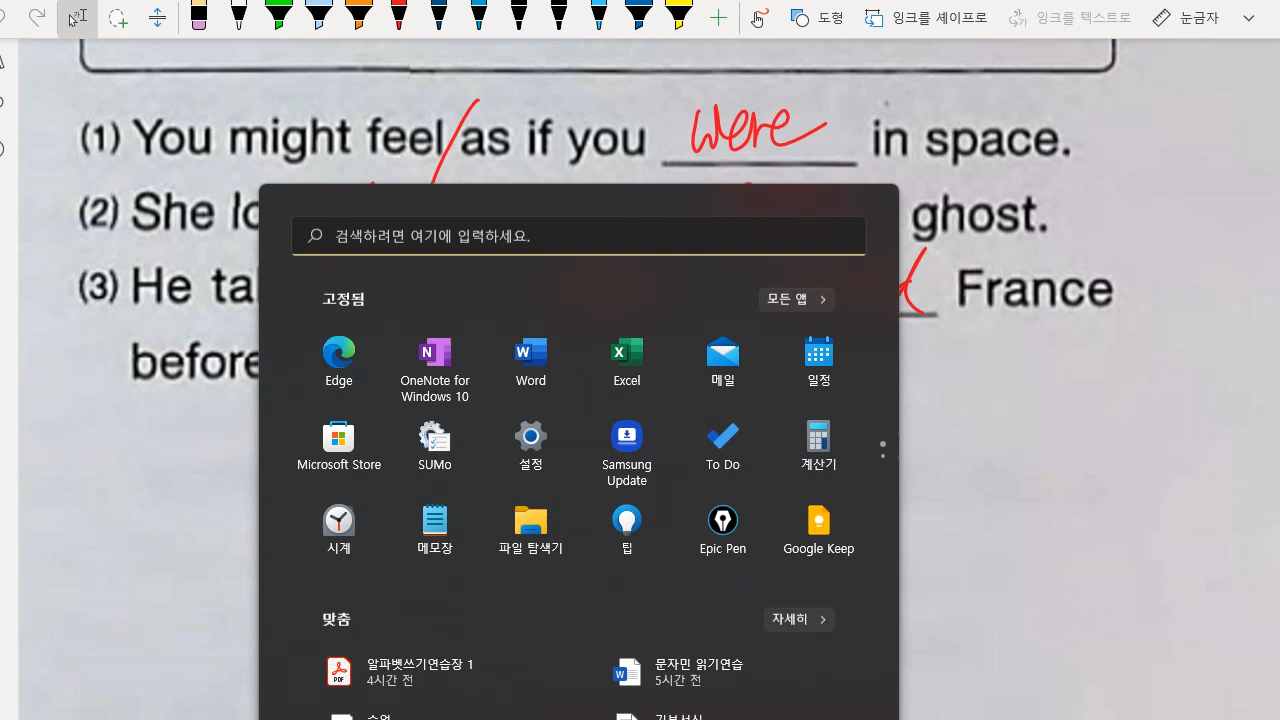 도형
잉크를 셰이프로
잉크를 텍스트로
눈금자
(1) You might feel as if you were in space.
(2) She ghost.
(3) He France
before
검색하려면 여기에 입력하세요.
고정됨
모든 앱
Edge
OneNote for Windows 10
Word
Excel
메일
일정
Microsoft Store
SUMo
설정
Samsung Update
To Do
계산기
시계
메모장
파일 탐색기
팁
Epic Pen
Google Keep
맞춤
자세히
알파벳쓰기연습장 1
4시간 전
문자민 읽기연습
5시간 전